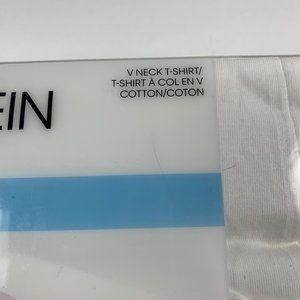 EIN
V NECK T-SHIRT/
T-SHIRT À COL EN V
COTTON/COTON